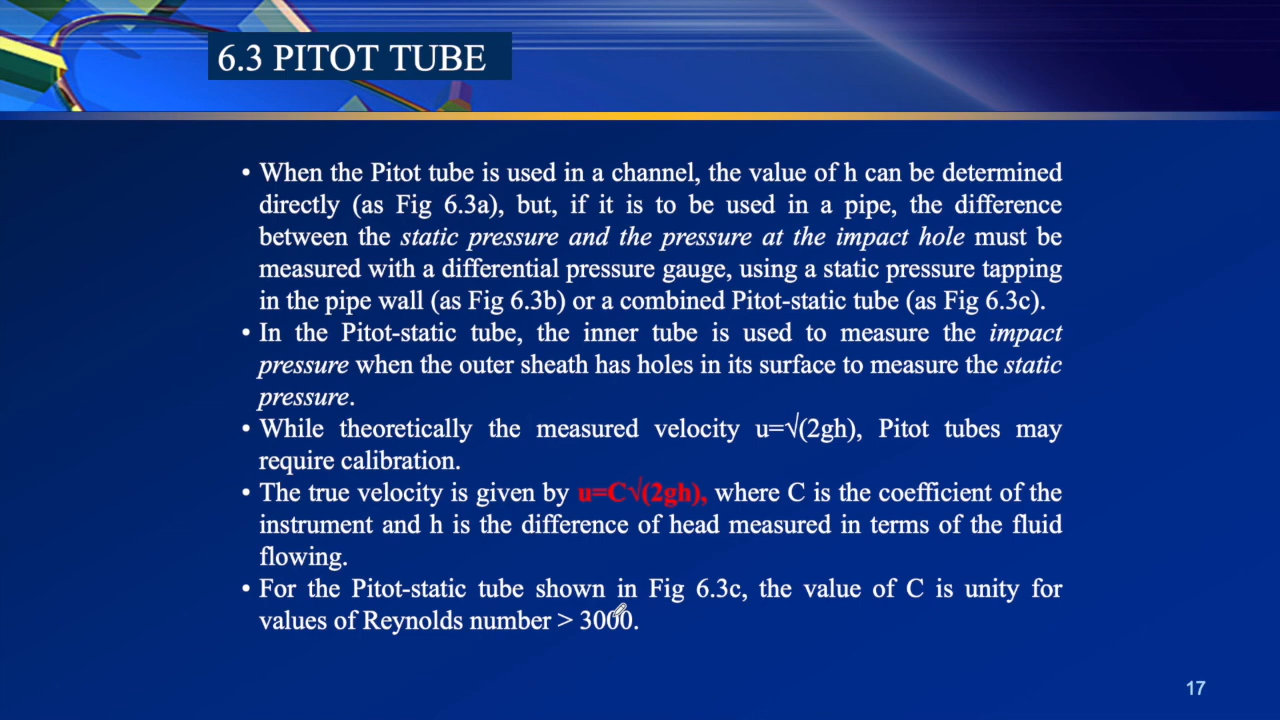 6.3 PITOT TUBE
• When the Pitot tube is used in a channel, the value of h can be determined
directly (as Fig 6.3a), but, if it is to be used in a pipe, the difference
between the static pressure and the pressure at the impact hole must be
measured with a differential pressure gauge, using a static pressure tapping
in the pipe wall (as Fig 6.3b) or a combined Pitot-static tube (as Fig 6.3c).
• In the Pitot-static tube, the inner tube is used to measure the impact
pressure when the outer sheath has holes in its surface to measure the static
pressure.
• While theoretically the measured velocity u=√(2gh), Pitot tubes may
require calibration.
• The true velocity is given by u=C√(2gh), where C is the coefficient of the
instrument and h is the difference of head measured in terms of the fluid
flowing.
• For the Pitot-static tube shown in Fig 6.3c, the value of C is unity for
values of Reynolds number > 3000.
17